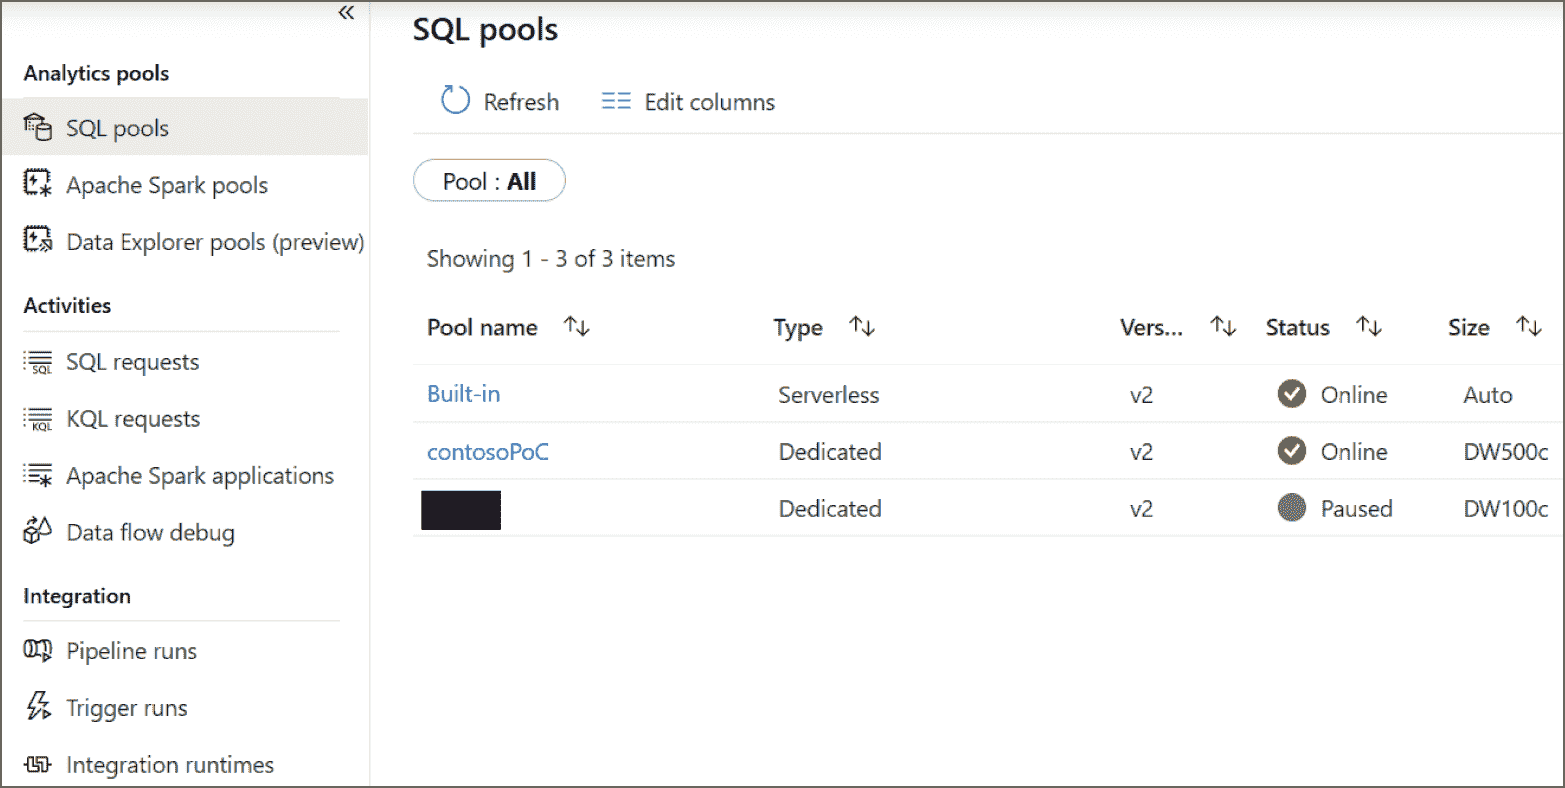 «
Analytics pools
SQL pools
Apache Spark pools
Data Explorer pools (preview)
Activities
SQL requests
KQL requests
Apache Spark applications
Data flow debug
Integration
Pipeline runs
Trigger runs
Integration runtimes
SQL pools
Refresh Edit columns
Pool : All
Showing 1 - 3 of 3 items
Pool name Type Vers... Status Size
Built-in Serverless v2 Online Auto
contosoPoC Dedicated v2 Online DW500c
Dedicated v2 Paused DW100c